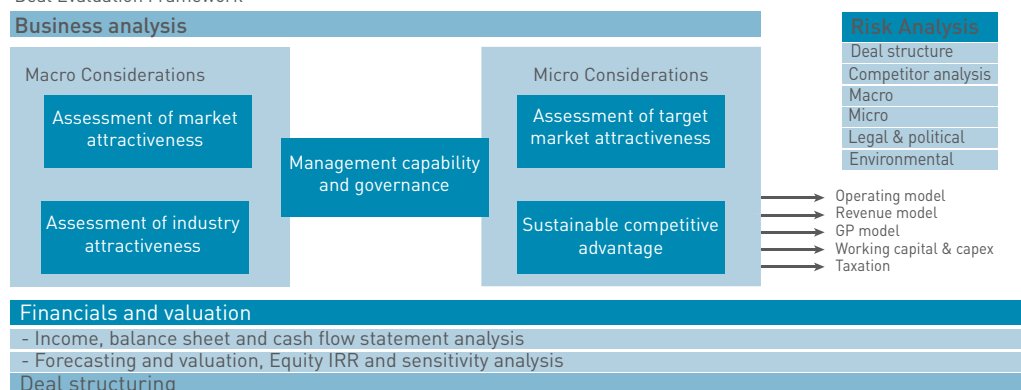 Deal Evaluation Framework
Business analysis
Macro Considerations
Assessment of market
attractiveness
Assessment of industry
attractiveness
Management capability
and governance
Micro Considerations
Assessment of target
market attractiveness
Sustainable competitive
advantage
Risk Analysis
Deal structure
Competitor analysis
Macro
Micro
Legal & political
Environmental
Operating model
Revenue model
GP model
Working capital & capex
Taxation
Financials and valuation
- Income, balance sheet and cash flow statement analysis
- Forecasting and valuation, Equity IRR and sensitivity analysis
Deal structuring